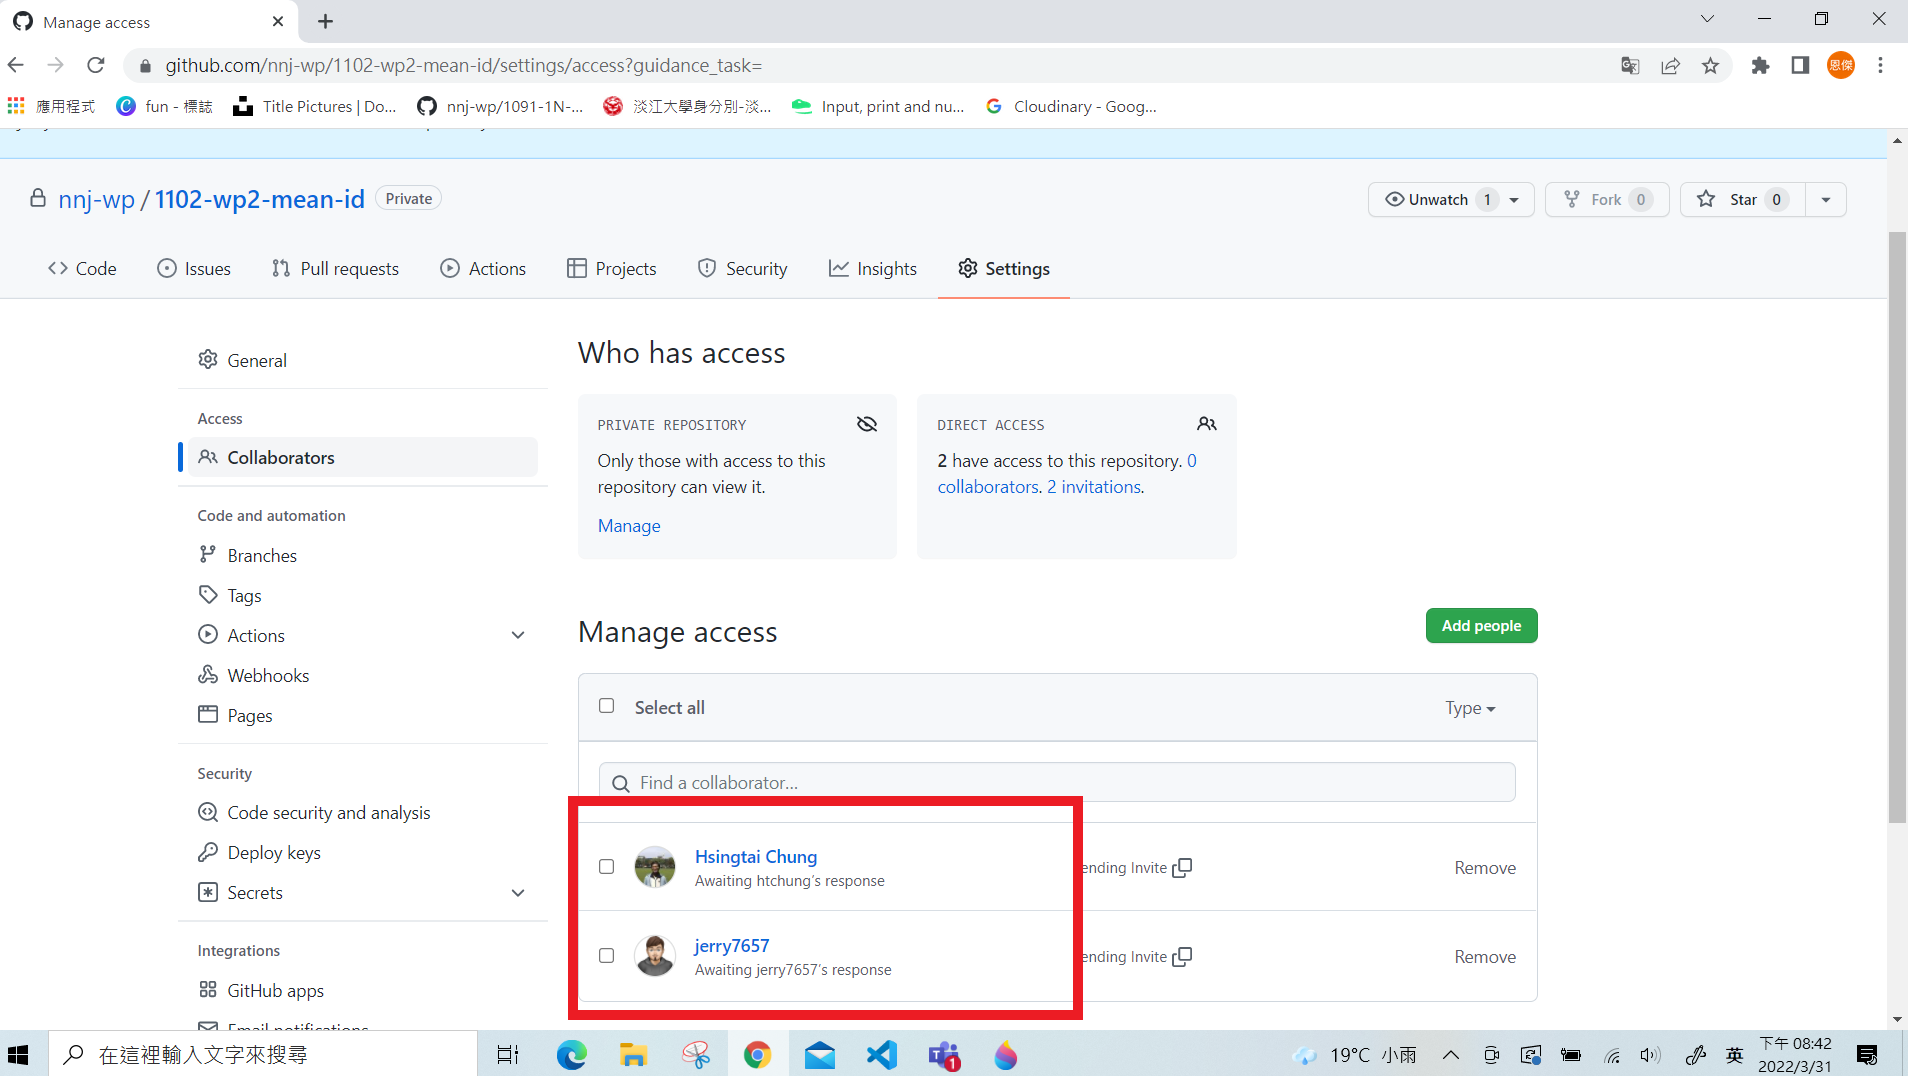 Manage access
github.com/nnj-wp/1102-wp2-mean-id/settings/access?guidance_task=
恩傑
應用程式
fun - 標誌
Title Pictures | Do...
nnj-wp/1091-1N-...
淡江大學身分別-淡...
Input, print and nu...
Cloudinary - Goog...
nnj-wp / 1102-wp2-mean-id Private
Unwatch 1
Fork 0
Star 0
Code
Issues
Pull requests
Actions
Projects
Security
Insights
Settings
General
Access
Collaborators
Code and automation
Branches
Tags
Actions
Webhooks
Pages
Security
Code security and analysis
Deploy keys
Secrets
Integrations
GitHub apps
Email notifications
Who has access
PRIVATE REPOSITORY
Only those with access to this
repository can view it.
Manage
DIRECT ACCESS
2 have access to this repository. 0
collaborators. 2 invitations.
Manage access
Add people
Select all
Type
Find a collaborator...
Hsingtai Chung
Awaiting htchung's response
ending Invite
Remove
jerry7657
Awaiting jerry7657's response
ending Invite
Remove
在這裡輸入文字來搜尋
1
19°C 小雨
英
下午 08:42
2022/3/31